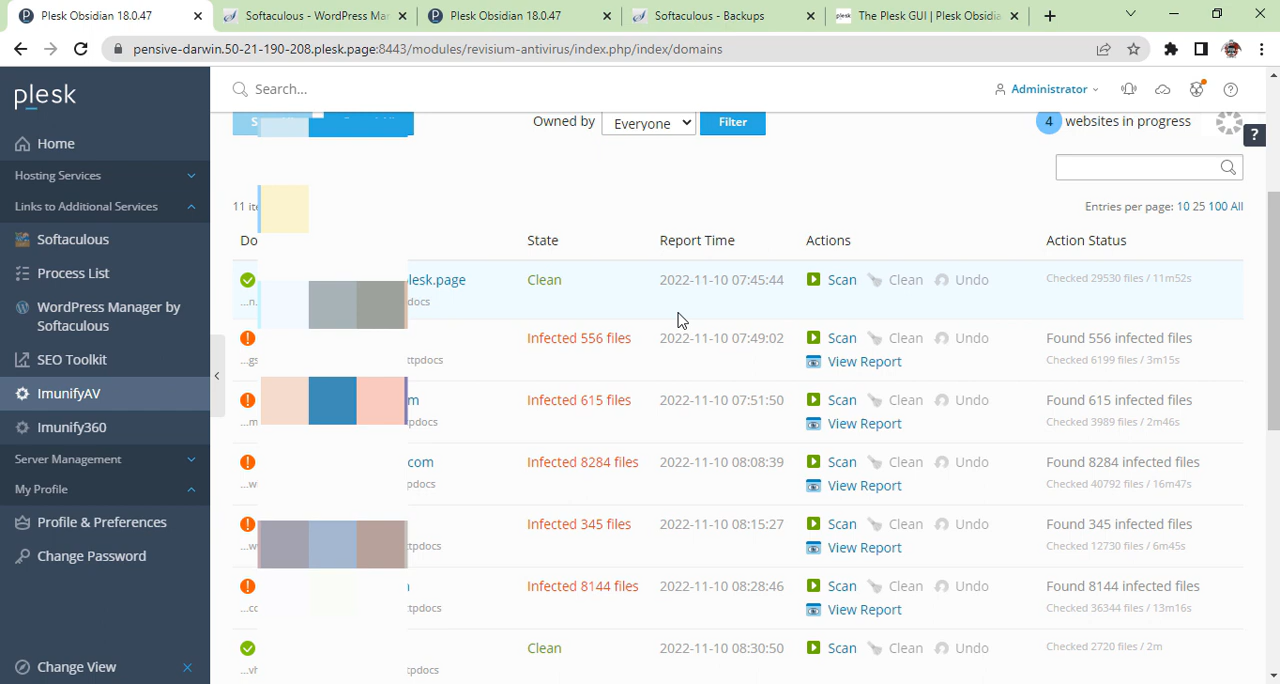 Plesk Obsidian 18.0.47
Softaculous - WordPress Mar
Plesk Obsidian 18.0.47
Softaculous - Backups
plesk
The Plesk GUI | Plesk Obsidia
pensive-darwin.50-21-190-208.plesk.page:8443/modules/revisium-antivirus/index.php/index/domains
plesk
Search...
Administrator
Owned by
Everyone
Filter
4 websites in progress
?
Home
Hosting Services
Links to Additional Services
Softaculous
Process List
WordPress Manager by
Softaculous
SEO Toolkit
ImunifyAV
Imunify360
Server Management
My Profile
Profile & Preferences
Change Password
Change View
11 ite
Entries per page: 10 25 100 All
Do
State
Report Time
Actions
Action Status
lesk.page
Clean
2022-11-10 07:45:44
Scan
Clean
Undo
Checked 29530 files / 11m52s
...n.
docs
Infected 556 files
2022-11-10 07:49:02
Scan
Clean
Undo
Found 556 infected files
...gs
ttpdocs
View Report
Checked 6199 files / 3m15s
m
Infected 615 files
2022-11-10 07:51:50
Scan
Clean
Undo
Found 615 infected files
...m
pdocs
View Report
Checked 3989 files / 2m46s
.com
Infected 8284 files
2022-11-10 08:08:39
Scan
Clean
Undo
Found 8284 infected files
...w
pdocs
View Report
Checked 40792 files / 16m47s
Infected 345 files
2022-11-10 08:15:27
Scan
Clean
Undo
Found 345 infected files
ttpdocs
View Report
Checked 12730 files / 6m45s
Infected 8144 files
2022-11-10 08:28:46
Scan
Clean
Undo
Found 8144 infected files
...cc
tpdocs
View Report
Checked 36344 files / 13m16s
Clean
2022-11-10 08:30:50
Scan
Clean
Undo
Checked 2720 files / 2m
...vh
tpdocs